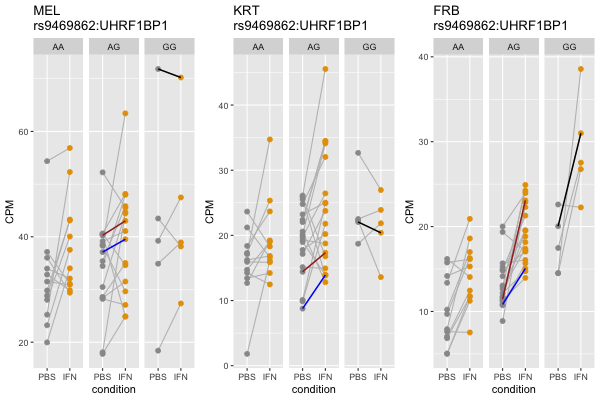 MEL
rs9469862:UHRF1BP1
AA AG GG
60
40
20
CPM
PBS IFN PBS IFN PBS IFN
condition
KRT
rs9469862:UHRF1BP1
AA AG GG
40
30
20
10
0
CPM
PBS IFN PBS IFN PBS IFN
condition
FRB
rs9469862:UHRF1BP1
AA AG GG
40
30
20
10
CPM
PBS IFN PBS IFN PBS IFN
condition